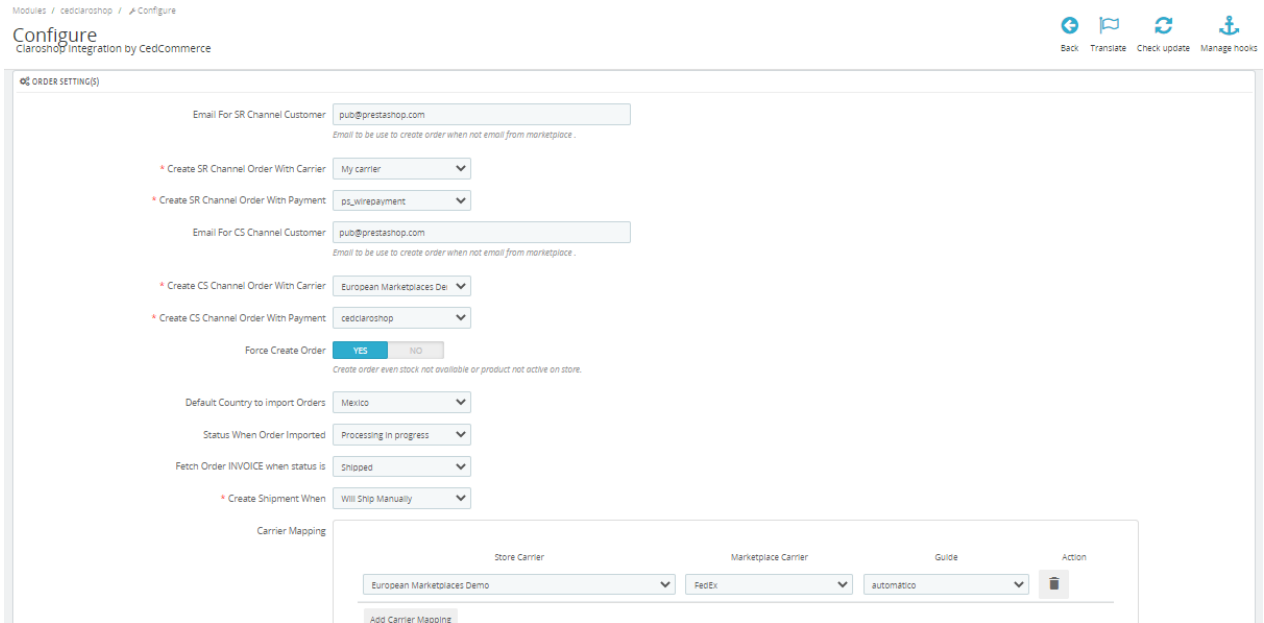 Modules / cedclaroshop / Configure
Configure
Claroshop Integration by CedCommerce
Back Translate Check update Manage hooks
ORDER SETTING(S)
Email For SR Channel Customer pub@prestashop.com
Email to be use to create order when not email from marketplace .
* Create SR Channel Order With Carrier My carrier
* Create SR Channel Order With Payment ps_wirepayment
Email For CS Channel Customer pub@prestashop.com
Email to be use to create order when not email from marketplace .
* Create CS Channel Order With Carrier European Marketplaces De
* Create CS Channel Order With Payment cedclaroshop
Force Create Order YES NO
Create order even stock not available or product not active on store.
Default Country to import Orders Mexico
Status When Order Imported Processing in progress
Fetch Order INVOICE when status is Shipped
* Create Shipment When Will Ship Manually
Carrier Mapping
Store Carrier Marketplace Carrier Guide Action
European Marketplaces Demo FedEx automático
Add Carrier Mapping